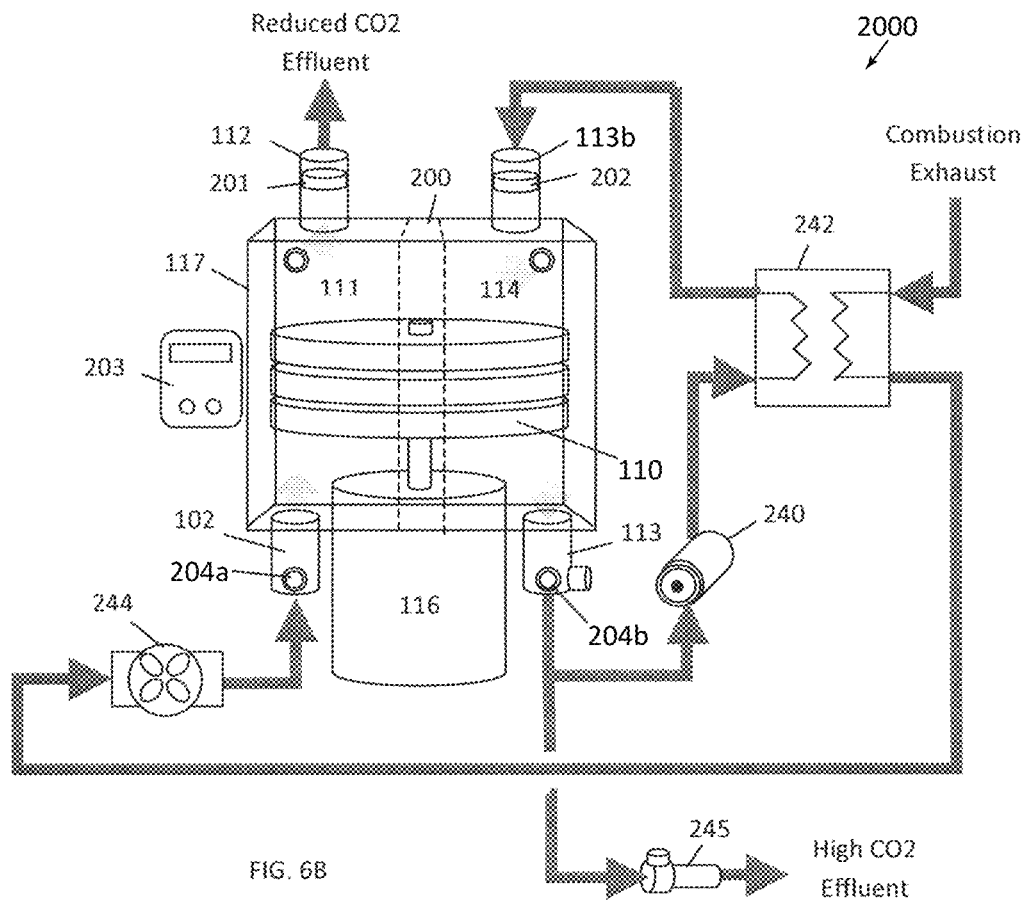 Reduced CO2
Effluent
2000
112
113b
Combustion
Exhaust
201
200
202
242
117
111
114
203
110
102
113
240
204a
244
116
204b
245
High CO2
Effluent
FIG. 6B